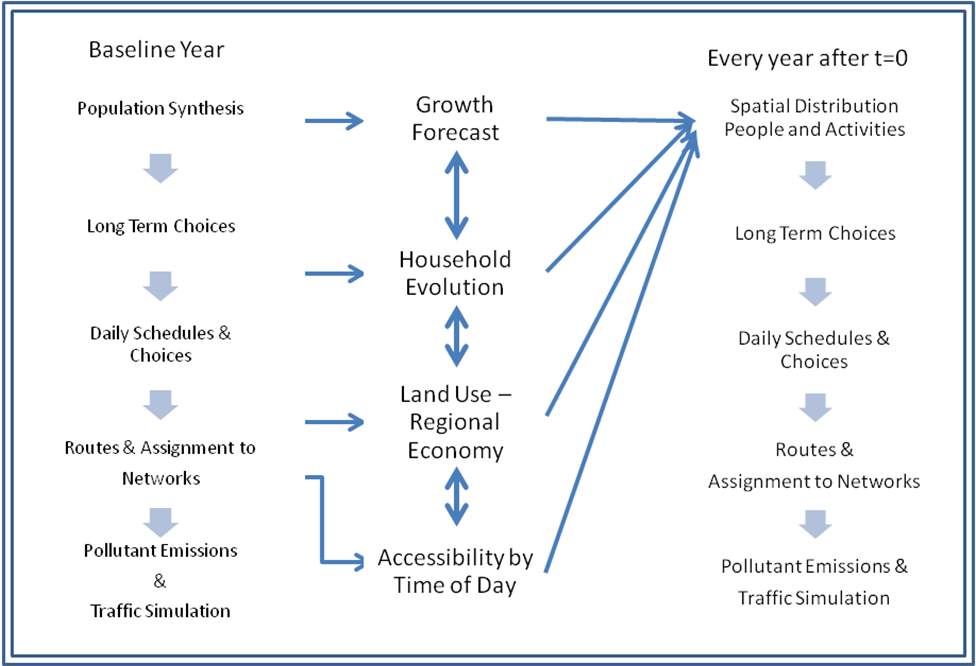 Baseline Year
Population Synthesis
Long Term Choices
Daily Schedules &
Choices
Routes & Assignment to
Networks
Pollutant Emissions
&
Traffic Simulation
Growth
Forecast
Household
Evolution
Land Use –
Regional
Economy
Accessibility by
Time of Day
Every year after t=0
Spatial Distribution
People and Activities
Long Term Choices
Daily Schedules &
Choices
Routes &
Assignment to Networks
Pollutant Emissions &
Traffic Simulation